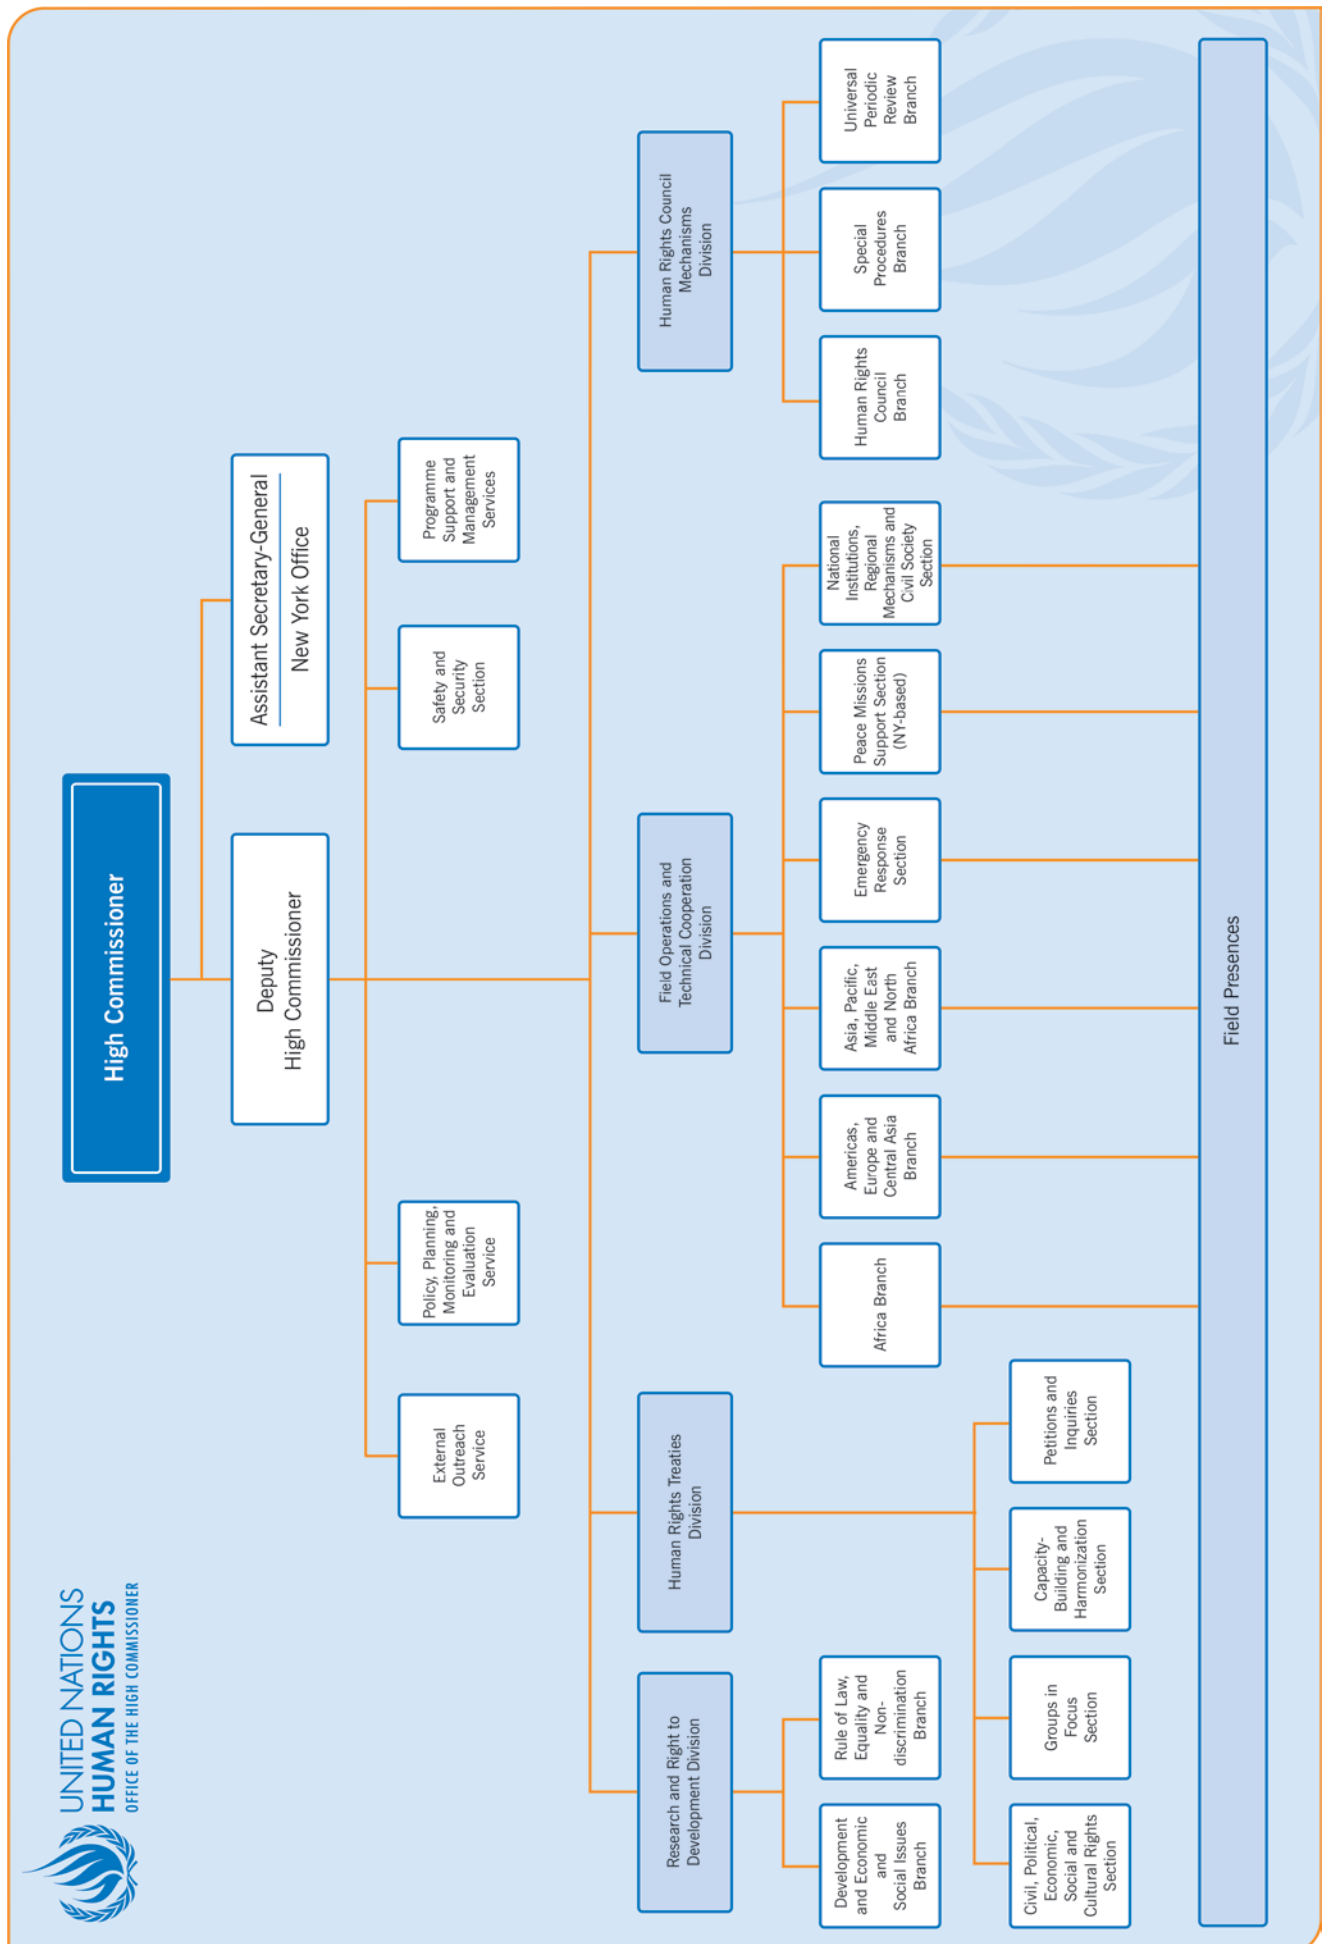 UNITED NATIONS
HUMAN RIGHTS
OFFICE OF THE HIGH COMMISSIONER
High Commissioner
Deputy
High Commissioner
Assistant Secretary-General
New York Office
External
Outreach
Service
Policy, Planning,
Monitoring and
Evaluation
Service
Safety and
Security
Section
Programme
Support and
Management
Services
Research and Right to
Development Division
Human Rights Treaties
Division
Field Operations and
Technical Cooperation
Division
Human Rights Council
Mechanisms
Division
Development
and Economic
and
Social Issues
Branch
Rule of Law,
Equality and
Non-
discrimination
Branch
Africa Branch
Americas,
Europe and
Central Asia
Branch
Asia, Pacific,
Middle East
and North
Africa Branch
Emergency
Response
Section
Peace Missions
Support Section
(NY-based)
National
Institutions,
Regional
Mechanisms and
Civil Society
Section
Human Rights
Council
Branch
Special
Procedures
Branch
Universal
Periodic
Review
Branch
Civil, Political,
Economic,
Social and
Cultural Rights
Section
Groups in
Focus
Section
Capacity-
Building and
Harmonization
Section
Petitions and
Inquiries
Section
Field Presences